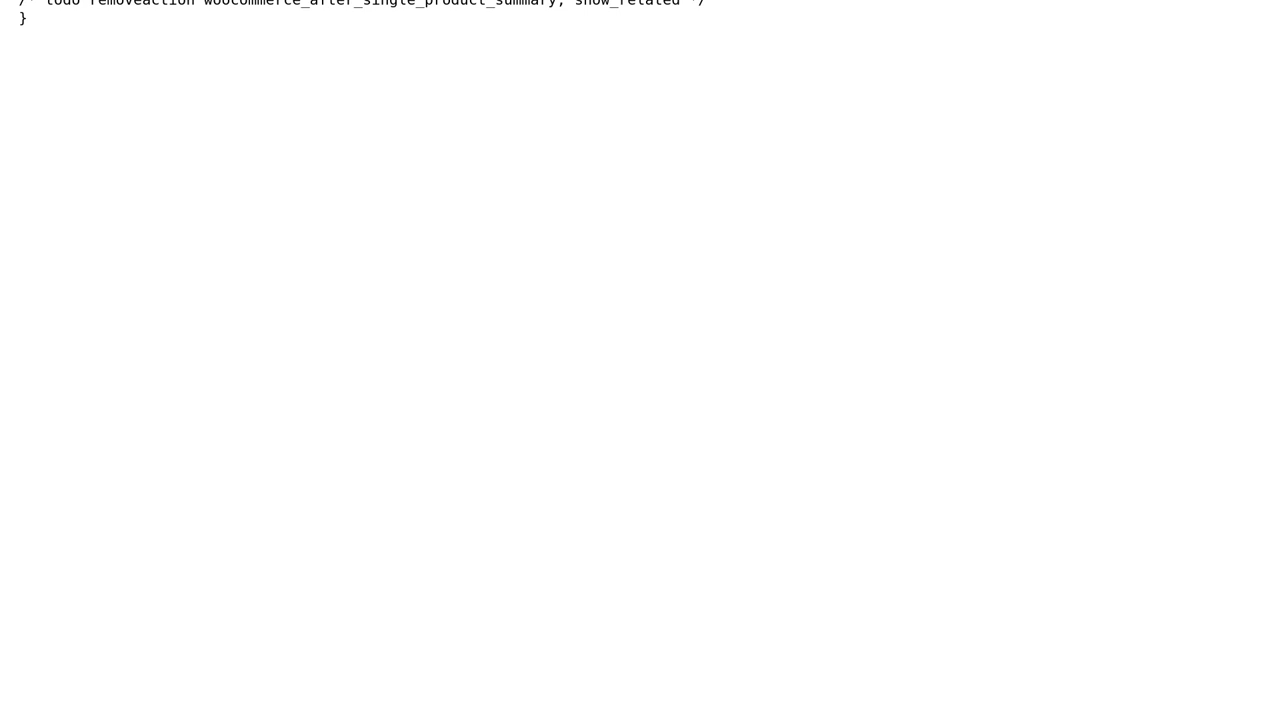 /* todo removeaction woocommerce_after_single_product_summary, show_related */
}